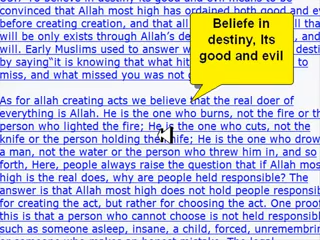 convinced that Allah most high has ordained both good and ev
before creating creation, and that all
will be only exists through Allah's de
will. Early Muslims used to answer w
by saying"it is known that what hit
to
miss, and what missed you was not
Beliefe in
destiny, Its
good and evil
As for allah creating acts we believe that the real doer of
everything is Allah. He is the one who burns, not the fire or th
person who lighted the fire; He is the one who cuts, not the
knife or the person holding the knife; He is the one who drow
a man, not the water or the person who threw him in, and so
forth, Here, people always raise the question that if Allah mos
high is the real does, why are people held responsible? The
answer is that Allah most high does not hold people responsib
for creating the act, but rather for choosing the act. One proof
this is that a person who cannot choose is not held responsibl
such as someone asleep, insane, a child, forced, unremembrin